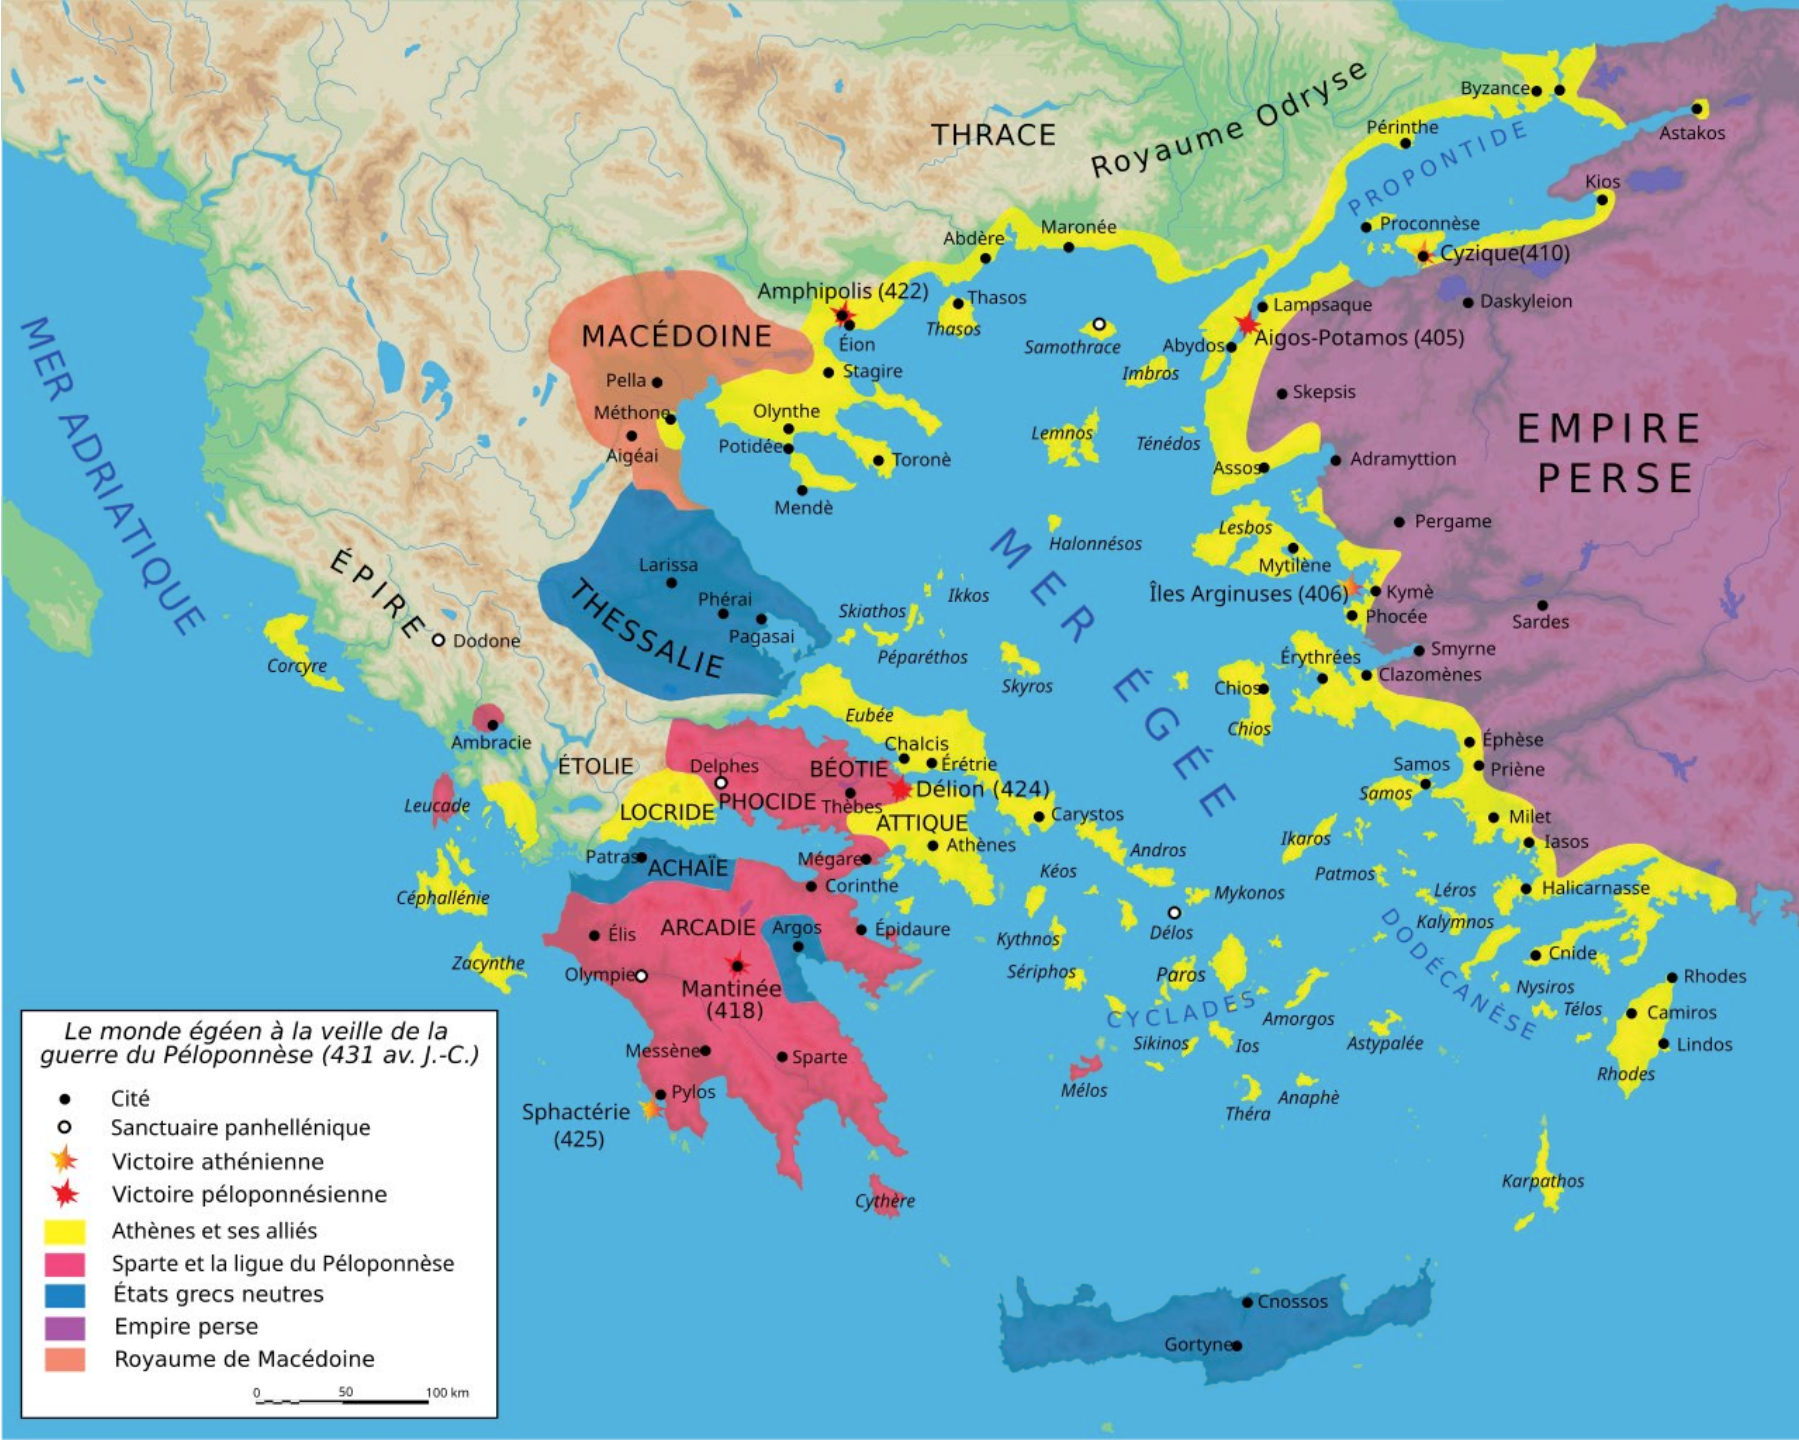 THRACE
Royaume Odryse
Byzance
Astakos
Périnthe
PROPONTIDE
Kios
Proconnèse
Cyzique(410)
Abdère
Maronée
Amphipolis (422)
Thasos
Thasos
Éion
Samothrace
Lampsaque
Daskyleion
Aigos-Potamos (405)
Abydos
Imbros
MACÉDOINE
Stagire
Pella
Skepsis
Méthone
Olynthe
Aigéai
Potidée
Toronè
Mendè
Lemnos
Ténédos
Assos
Adramyttion
EMPIRE
PERSE
MER ADRIATIQUE
Pergame
Lesbos
Mytilène
Halonnésos
MER ÉGÉE
Îles Arginuses (406)
Kymè
Phocée
Sardes
Smyrne
ÉPIRE
Dodone
Corcyre
Larissa
Phérai
Pagasai
THESSALIE
Skiathos
Ikkos
Péparéthos
Skyros
Érythrées
Clazomènes
Chios
Chios
Ambracie
Leucade
ÉTOLIE
Eubée
Chalcis
Érétrie
Delphes
BÉOTIE
Délion (424)
LOCRIDE
PHOCIDE
Thèbes
ATTIQUE
Carystos
Athènes
Éphèse
Priène
Samos
Samos
Milet
Iasos
Ikaros
Patmos
Andros
Kéos
Mykonos
Léros
Halicarnasse
Kalymnos
Patras
ACHAÏE
Mégare
Corinthe
Céphallénie
Zacynthe
Élis
ARCADIE
Argos
Épidaure
Olympie
Mantinée
(418)
Délos
Kythnos
Sériphos
Paros
CYCLADES
DODÉCANÈSE
Cnide
Nysiros
Télos
Rhodes
Camiros
Lindos
Rhodes
Amorgos
Sikinos
Ios
Astypalée
Messène
Sparte
Pylos
Sphactérie
(425)
Mélos
Théra
Anaphè
Cythère
Karpathos
Cnossos
Gortyne
Le monde égéen à la veille de la
guerre du Péloponnèse (431 av. J.-C.)
Cité
Sanctuaire panhellénique
Victoire athénienne
Victoire péloponnésienne
Athènes et ses alliés
Sparte et la ligue du Péloponnèse
États grecs neutres
Empire perse
Royaume de Macédoine
0 50 100 km